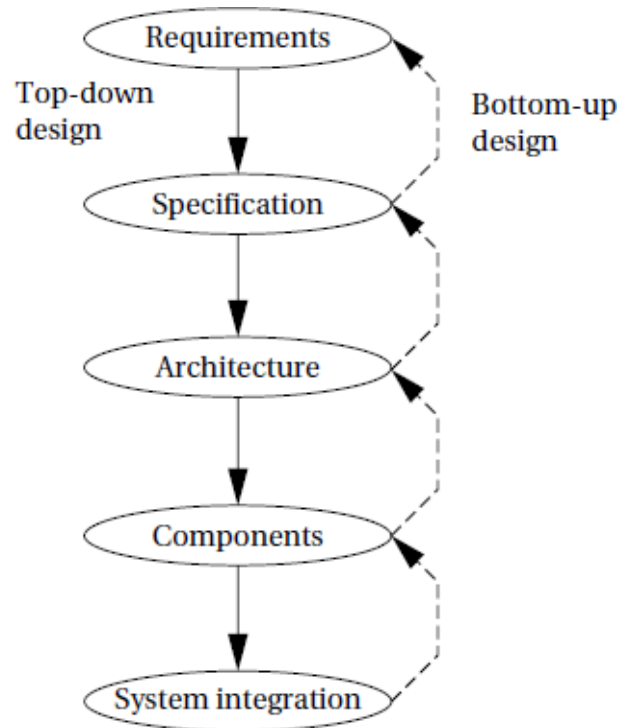 Requirements
Top-down
design
Bottom-up
design
Specification
Architecture
Components
System integration